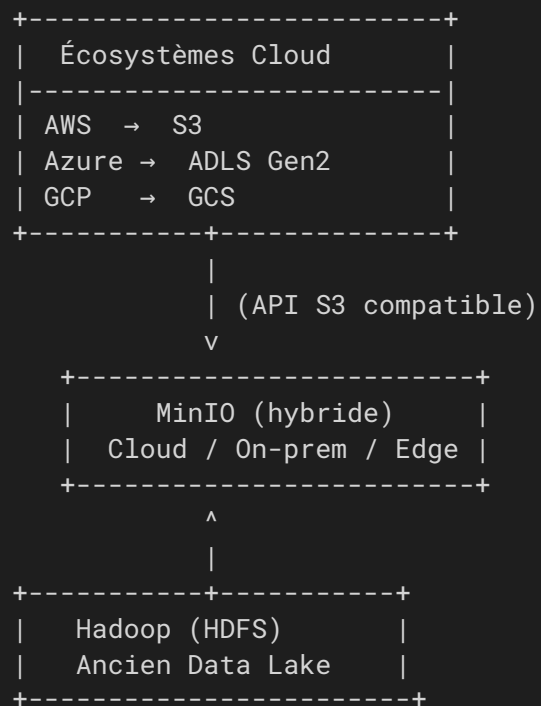 +--------------------------+
|  Écosystèmes Cloud       |
|--------------------------|
| AWS  →  S3               |
| Azure →  ADLS Gen2       |
| GCP   →  GCS             |
+-----------+--------------+
            |
            | (API S3 compatible)
            v
   +-------------------------+
   |     MinIO (hybride)     |
   |  Cloud / On-prem / Edge |
   +-------------------------+
            ^
            |
+-----------+-----------+
|   Hadoop (HDFS)       |
|   Ancien Data Lake    |
+------------------------+